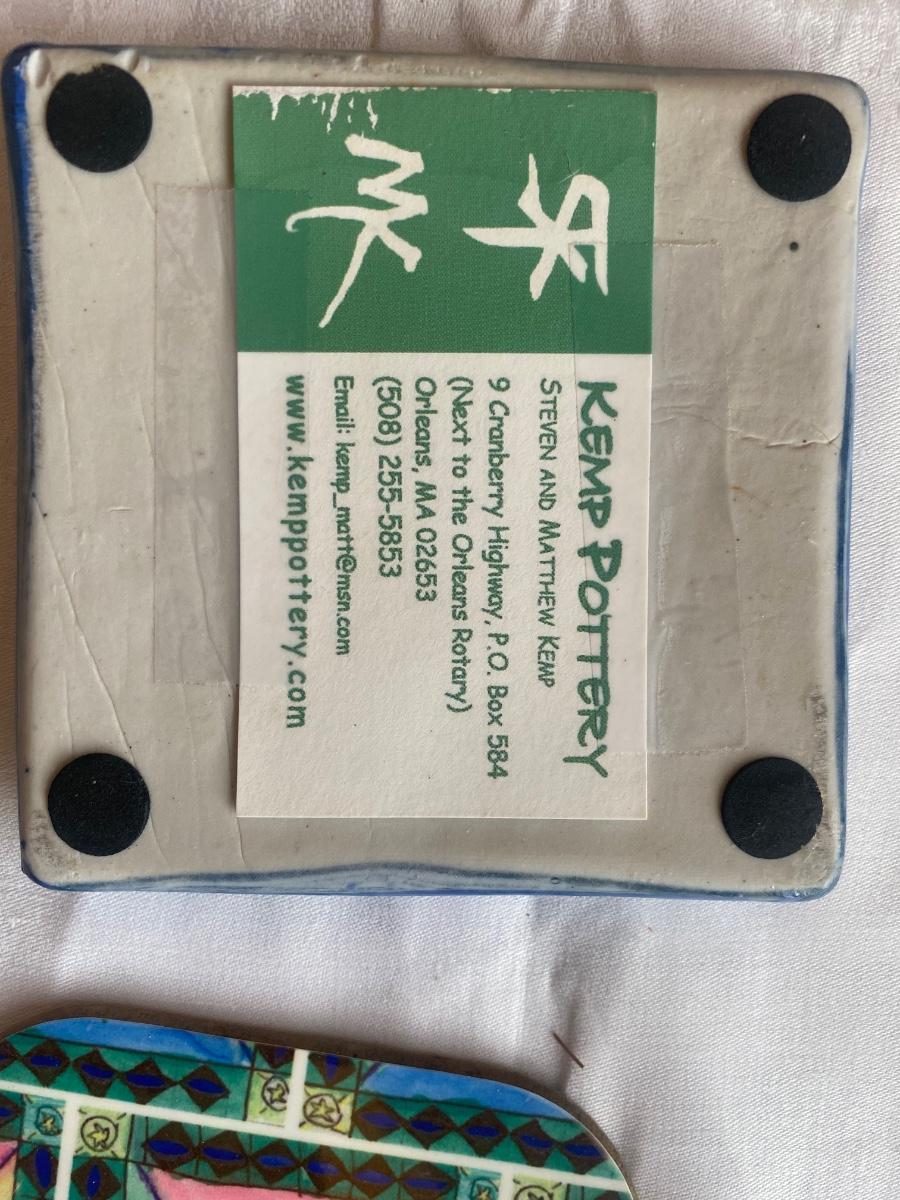 SK
MK
KEMP POTTERY
STEVEN AND MATTHEW KEMP
9 Cranberry Highway, P.O. Box 584
(Next to the Orleans Rotary)
Orleans, MA 02653
(508) 255-5853
Email: kemp_matt@msn.com
www.kemppottery.com